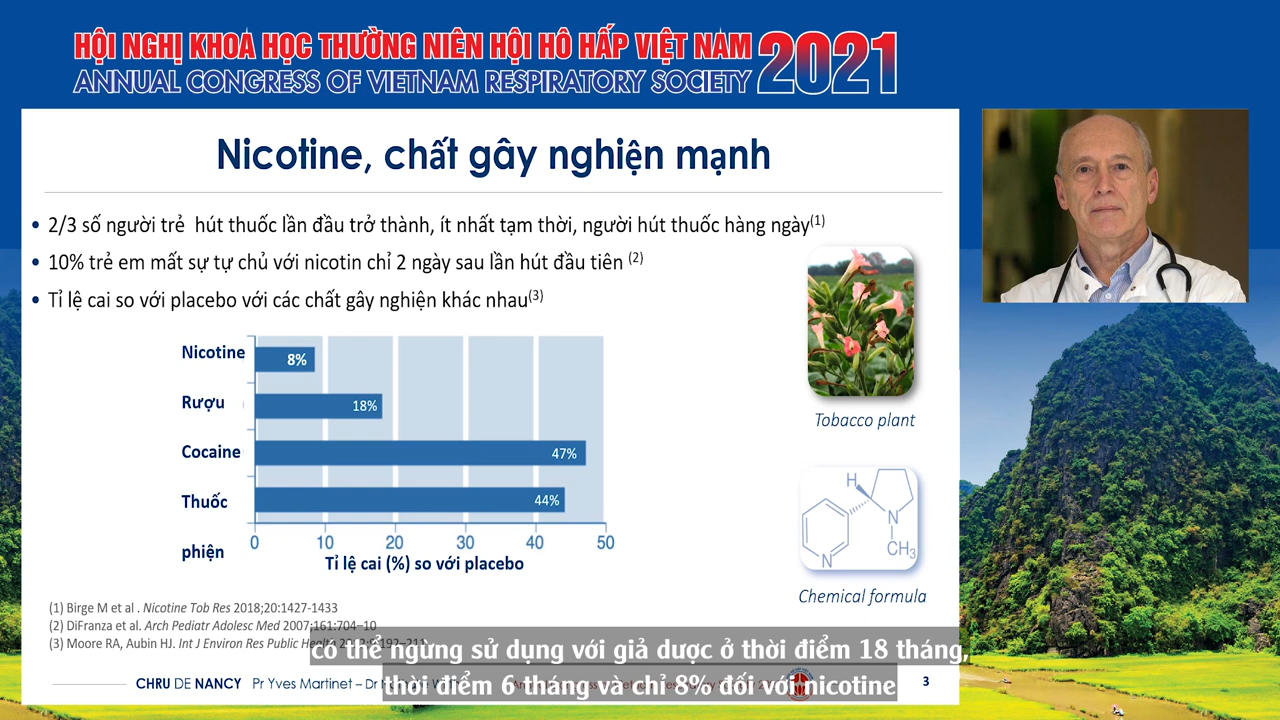 HỘI NGHỊ KHOA HỌC THƯỜNG NIÊN HỘI HÔ HẤP VIỆT NAM 2021
ANNUAL CONGRESS OF VIETNAM RESPIRATORY SOCIETY
Nicotine, chất gây nghiện mạnh
• 2/3 số người trẻ hút thuốc lần đầu trở thành, ít nhất tạm thời, người hút thuốc hàng ngày(1)
• 10% trẻ em mất sự tự chủ với nicotin chỉ 2 ngày sau lần hút đầu tiên (2)
• Tỉ lệ cai so với placebo với các chất gây nghiện khác nhau(3)
Nicotine 8%
Rượu 18%
Cocaine 47%
Thuốc 44%
phiện
0 10 20 30 40 50
Tỉ lệ cai (%) so với placebo
Tobacco plant
H
N
N
CH3
Chemical formula
(1) Birge M et al . Nicotine Tob Res 2018;20:1427-1433
(2) DiFranza et al. Arch Pediatr Adolesc Med 2007;161:704–10
(3) Moore RA, Aubin HJ. Int J Environ Res Public Health
có thể ngừng sử dụng với giả dược ở thời điểm 18 tháng,
thời điểm 6 tháng và chỉ 8% đối với nicotine
CHRU DE NANCY Pr Yves Martinet – Dr
3